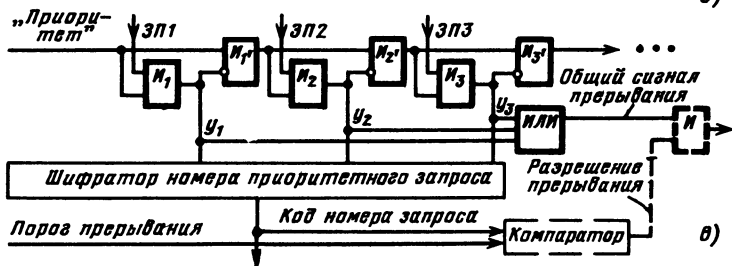 „Приори-
тет"
ЗП1
ЗП2
ЗП3
И1
И1'
И2
И2'
И3
И3'
Общий сигнал
прерывания
У1
У2
У3
ИЛИ
И
Шифратор номера приоритетного запроса
Разрешение
прерывания
Код номера запроса
Порог прерывания
Компаратор
в)